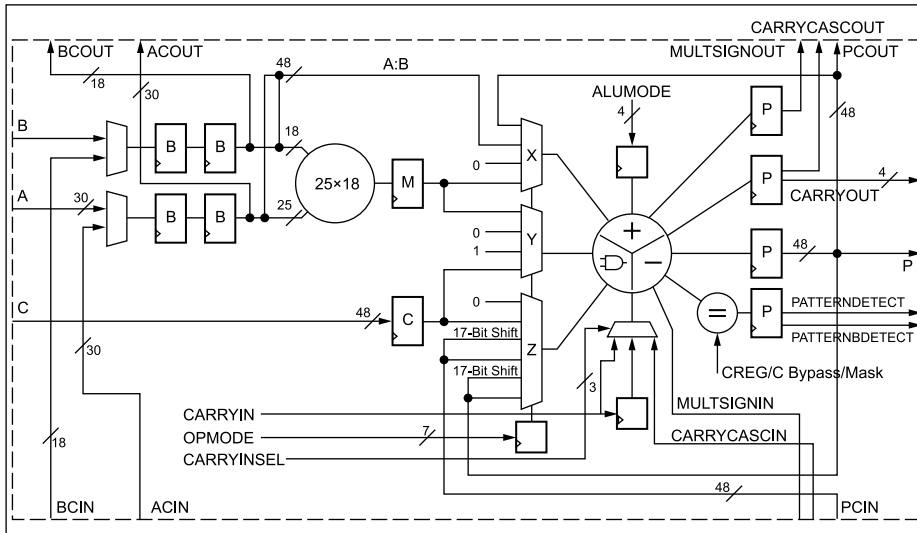 CARRYCASCOUT
BCOUT
ACOUT
MULTSIGNOUT
PCOUT
18
30
48
A:B
ALUMODE
4
P
48
B
B
B
18
X
0
25×18
M
P
4
CARRYOUT
A
30
B
B
25
Y
0
1
+
−
P
48
P
C
48
C
0
17-Bit Shift
Z
17-Bit Shift
=
P
PATTERNDETECT
PATTERNBDETECT
CREG/C Bypass/Mask
30
3
MULTSIGNIN
CARRYIN
OPMODE
7
CARRYCASCIN
CARRYINSEL
18
48
BCIN
ACIN
PCIN